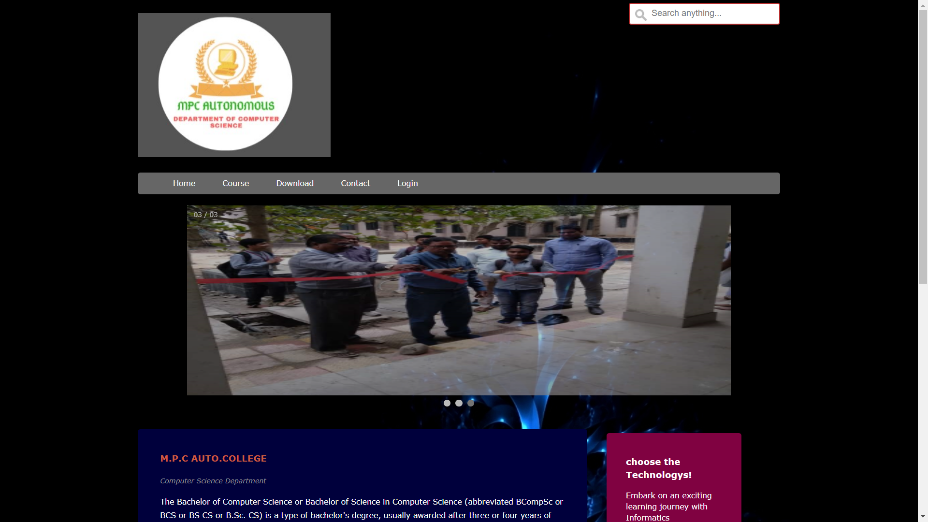 Search anything...
MPC AUTONOMOUS
DEPARTMENT OF COMPUTER
SCIENCE
Home Course Download Contact Login
03 / 03
M.P.C AUTO.COLLEGE
Computer Science Department
The Bachelor of Computer Science or Bachelor of Science in Computer Science (abbreviated BCompSc or
BCS or BS CS or B.Sc. CS) is a type of bachelor's degree, usually awarded after three or four years of
choose the
Technologys!
Embark on an exciting
learning journey with
Informatics